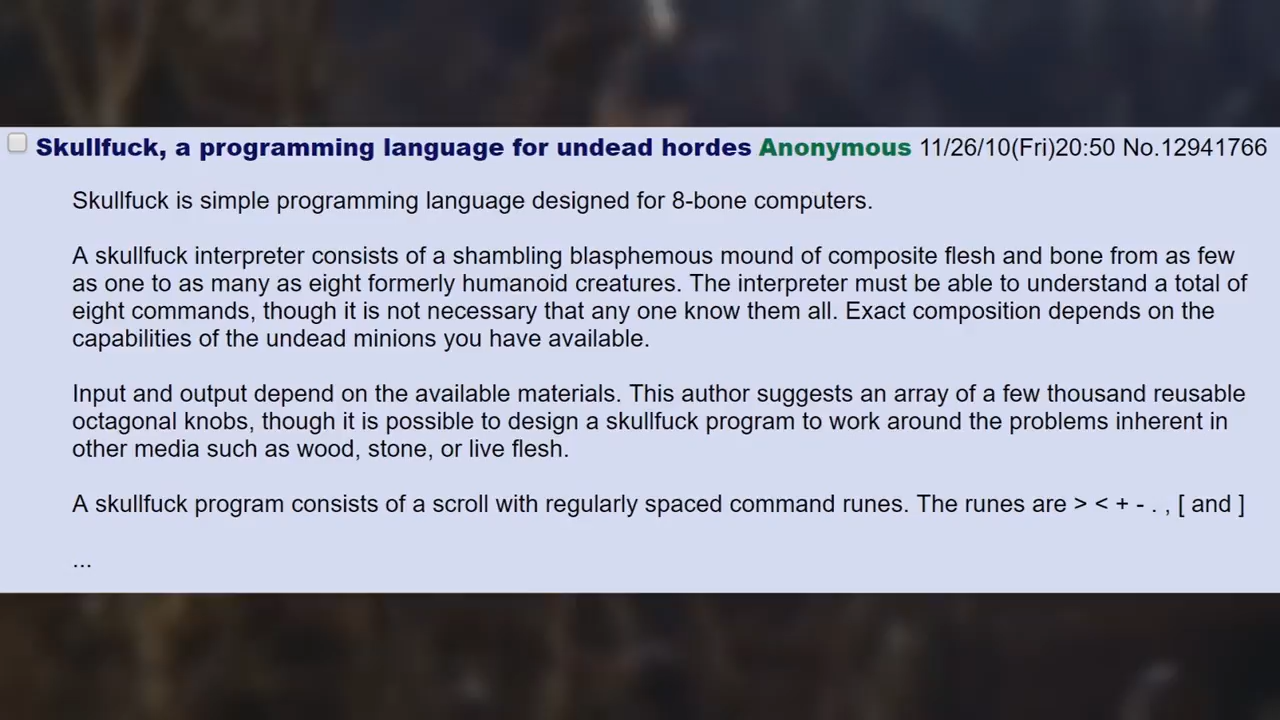 Skullfuck, a programming language for undead hordes Anonymous 11/26/10(Fri)20:50 No.12941766
Skullfuck is simple programming language designed for 8-bone computers.
A skullfuck interpreter consists of a shambling blasphemous mound of composite flesh and bone from as few
as one to as many as eight formerly humanoid creatures. The interpreter must be able to understand a total of
eight commands, though it is not necessary that any one know them all. Exact composition depends on the
capabilities of the undead minions you have available.
Input and output depend on the available materials. This author suggests an array of a few thousand reusable
octagonal knobs, though it is possible to design a skullfuck program to work around the problems inherent in
other media such as wood, stone, or live flesh.
A skullfuck program consists of a scroll with regularly spaced command runes. The runes are > < + - . , [ and ]
...